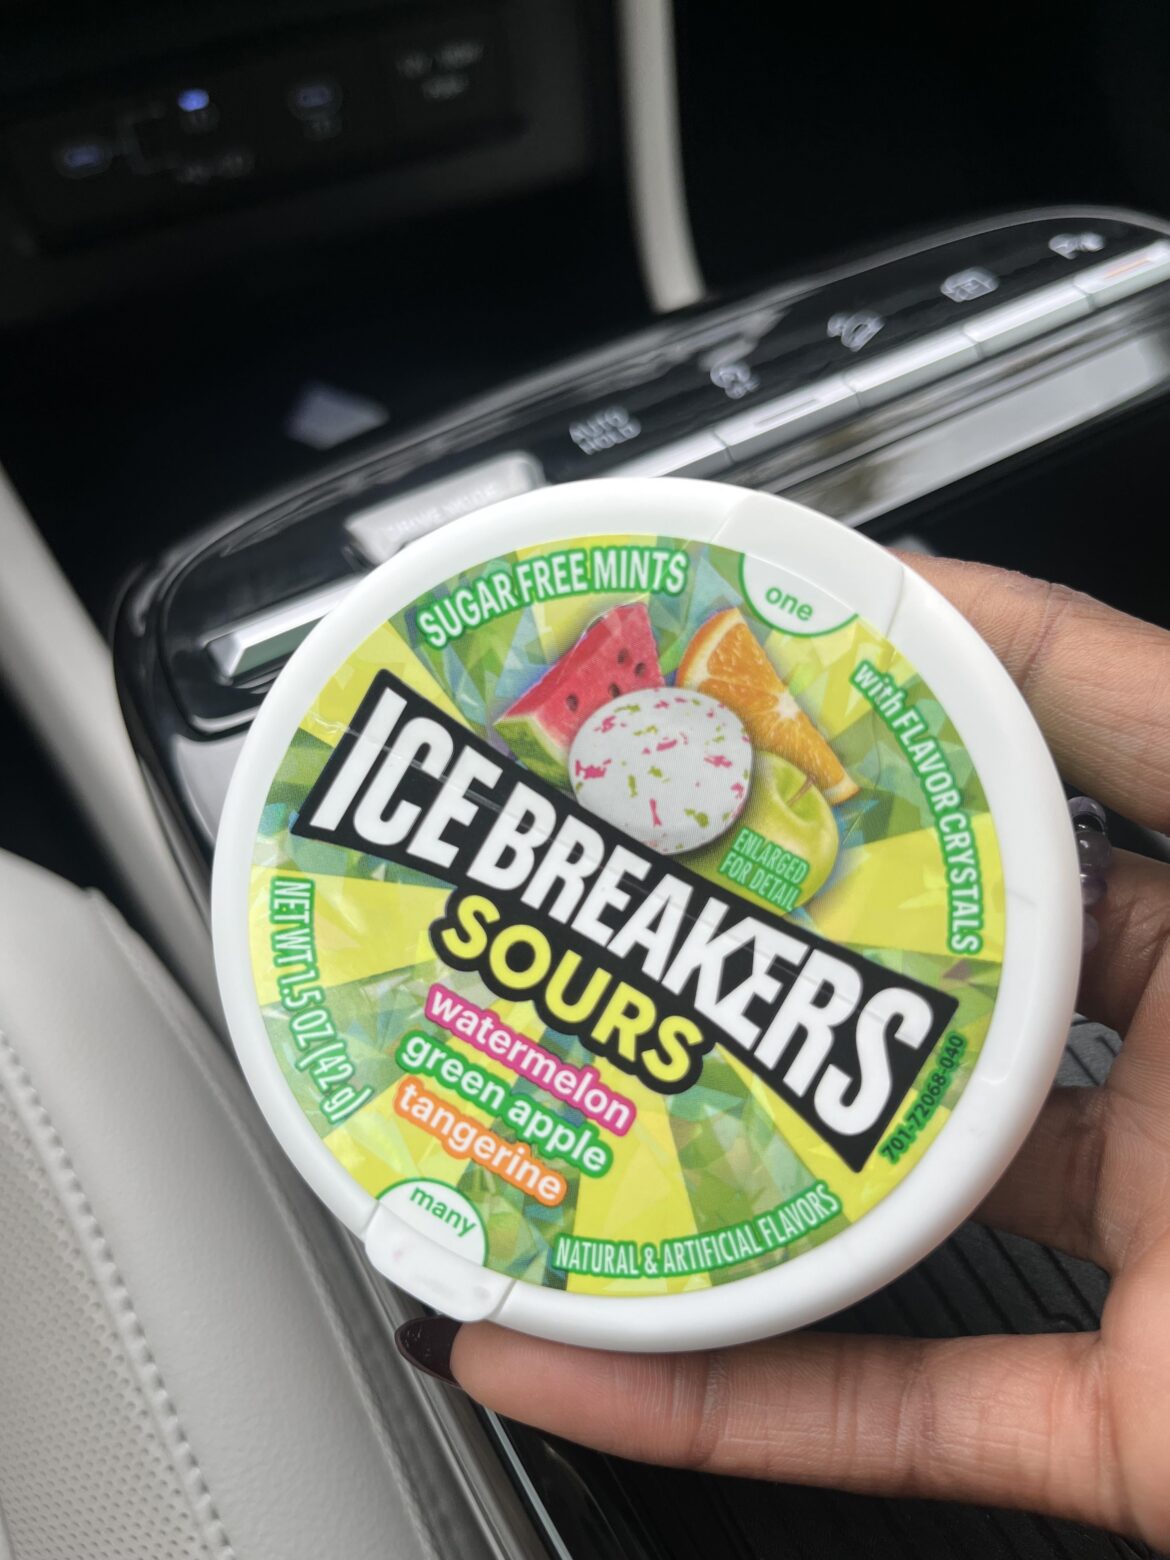 AUTO
HOLD
SUGAR FREE MINTS
one
with FLAVOR CRYSTALS
ENLARGED
FOR DETAIL
ICE BREAKERS
SOURS
watermelon
green apple
tangerine
NET WT 1.5 OZ (42 g)
701-72068-040
many
NATURAL & ARTIFICIAL FLAVORS